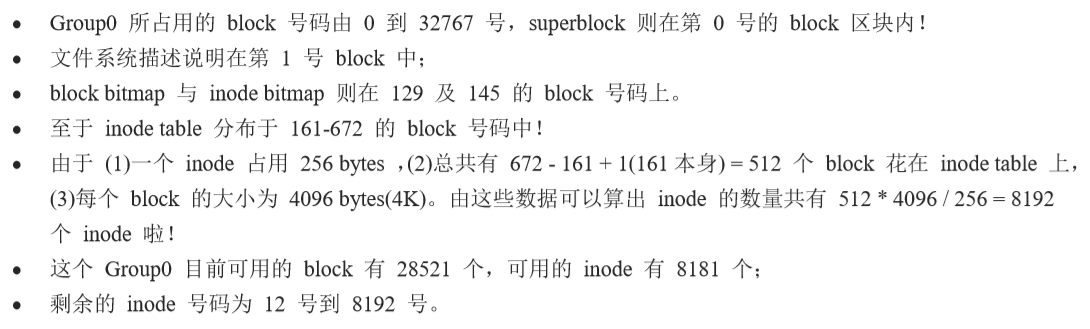 • Group0 所占用的 block 号码由 0 到 32767 号，superblock 则在第 0 号的 block 区块内！
• 文件系统描述说明在第 1 号 block 中；
• block bitmap 与 inode bitmap 则在 129 及 145 的 block 号码上。
• 至于 inode table 分布于 161-672 的 block 号码中！
• 由于 (1)一个 inode 占用 256 bytes ,(2)总共有 672 - 161 + 1(161本身) = 512 个 block 花在 inode table 上,
(3)每个 block 的大小为 4096 bytes(4K)。由这些数据可以算出 inode 的数量共有 512 * 4096 / 256 = 8192
个 inode 啦！
• 这个 Group0 目前可用的 block 有 28521 个，可用的 inode 有 8181 个；
• 剩余的 inode 号码为 12 号到 8192 号。